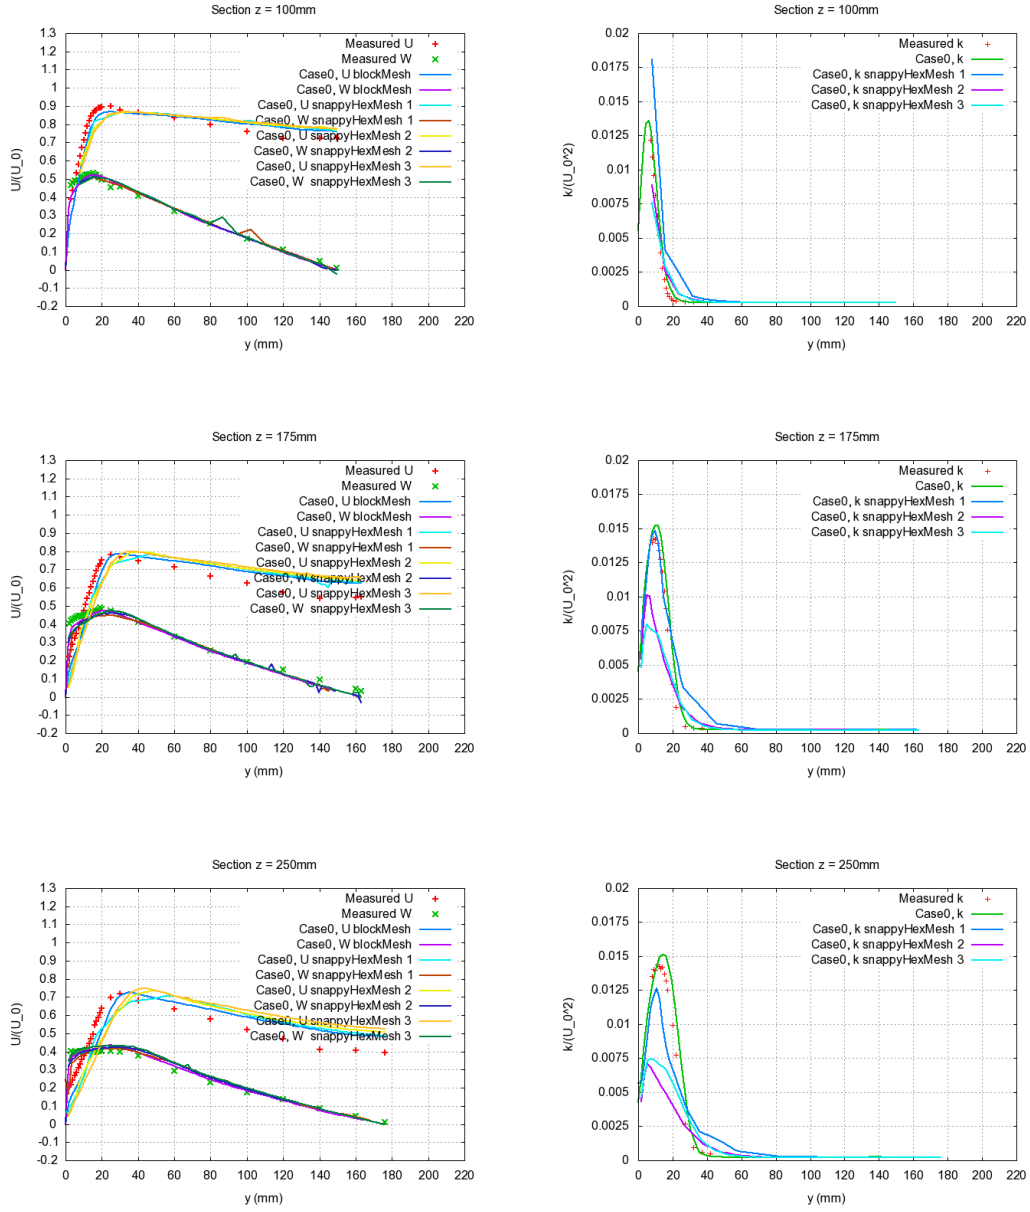 Section z = 100mm
U/(U_0)
1.3
1.2
1.1
1
0.9
0.8
0.7
0.6
0.5
0.4
0.3
0.2
0.1
0
-0.1
-0.2
0 20 40 60 80 100 120 140 160 180 200 220
y (mm)
Measured U
Measured W
Case0, U blockMesh
Case0, W blockMesh
Case0, U snappyHexMesh 1
Case0, W snappyHexMesh 1
Case0, U snappyHexMesh 2
Case0, W snappyHexMesh 2
Case0, U snappyHexMesh 3
Case0, W snappyHexMesh 3
Section z = 100mm
k/(U_0^2)
0.02
0.0175
0.015
0.0125
0.01
0.0075
0.005
0.0025
0
0 20 40 60 80 100 120 140 160 180 200 220
y (mm)
Measured k
Case0, k
Case0, k snappyHexMesh 1
Case0, k snappyHexMesh 2
Case0, k snappyHexMesh 3
Section z = 175mm
U/(U_0)
1.3
1.2
1.1
1
0.9
0.8
0.7
0.6
0.5
0.4
0.3
0.2
0.1
0
-0.1
-0.2
0 20 40 60 80 100 120 140 160 180 200 220
y (mm)
Measured U
Measured W
Case0, U blockMesh
Case0, W blockMesh
Case0, U snappyHexMesh 1
Case0, W snappyHexMesh 1
Case0, U snappyHexMesh 2
Case0, W snappyHexMesh 2
Case0, U snappyHexMesh 3
Case0, W snappyHexMesh 3
Section z = 175mm
k/(U_0^2)
0.02
0.0175
0.015
0.0125
0.01
0.0075
0.005
0.0025
0
0 20 40 60 80 100 120 140 160 180 200 220
y (mm)
Measured k
Case0, k
Case0, k snappyHexMesh 1
Case0, k snappyHexMesh 2
Case0, k snappyHexMesh 3
Section z = 250mm
U/(U_0)
1.3
1.2
1.1
1
0.9
0.8
0.7
0.6
0.5
0.4
0.3
0.2
0.1
0
-0.1
-0.2
0 20 40 60 80 100 120 140 160 180 200 220
y (mm)
Measured U
Measured W
Case0, U blockMesh
Case0, W blockMesh
Case0, U snappyHexMesh 1
Case0, W snappyHexMesh 1
Case0, U snappyHexMesh 2
Case0, W snappyHexMesh 2
Case0, U snappyHexMesh 3
Case0, W snappyHexMesh 3
Section z = 250mm
k/(U_0^2)
0.02
0.0175
0.015
0.0125
0.01
0.0075
0.005
0.0025
0
0 20 40 60 80 100 120 140 160 180 200 220
y (mm)
Measured k
Case0, k
Case0, k snappyHexMesh 1
Case0, k snappyHexMesh 2
Case0, k snappyHexMesh 3